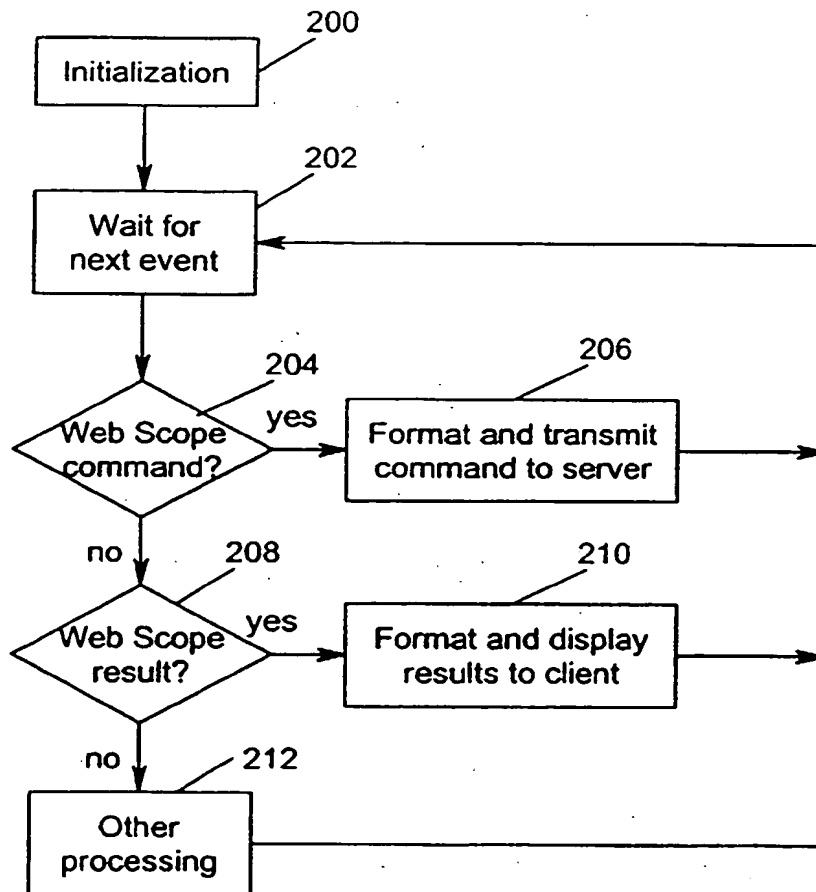 200
Initialization
202
Wait for
next event
204
Web Scope
command?
yes
206
Format and transmit
command to server
no
208
Web Scope
result?
yes
210
Format and display
results to client
no
212
Other
processing